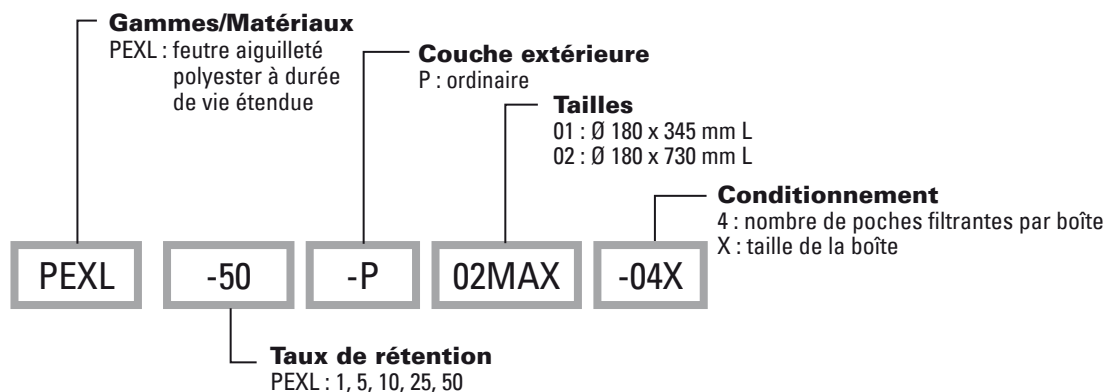 Gammes/Matériaux
PEXL : feutre aiguilleté
polyester à durée
de vie étendue
Couche extérieure
P : ordinaire
Tailles
01 : Ø 180 x 345 mm L
02 : Ø 180 x 730 mm L
Conditionnement
4 : nombre de poches filtrantes par boîte
X : taille de la boîte
PEXL -50 -P 02MAX -04X
Taux de rétention
PEXL : 1, 5, 10, 25, 50